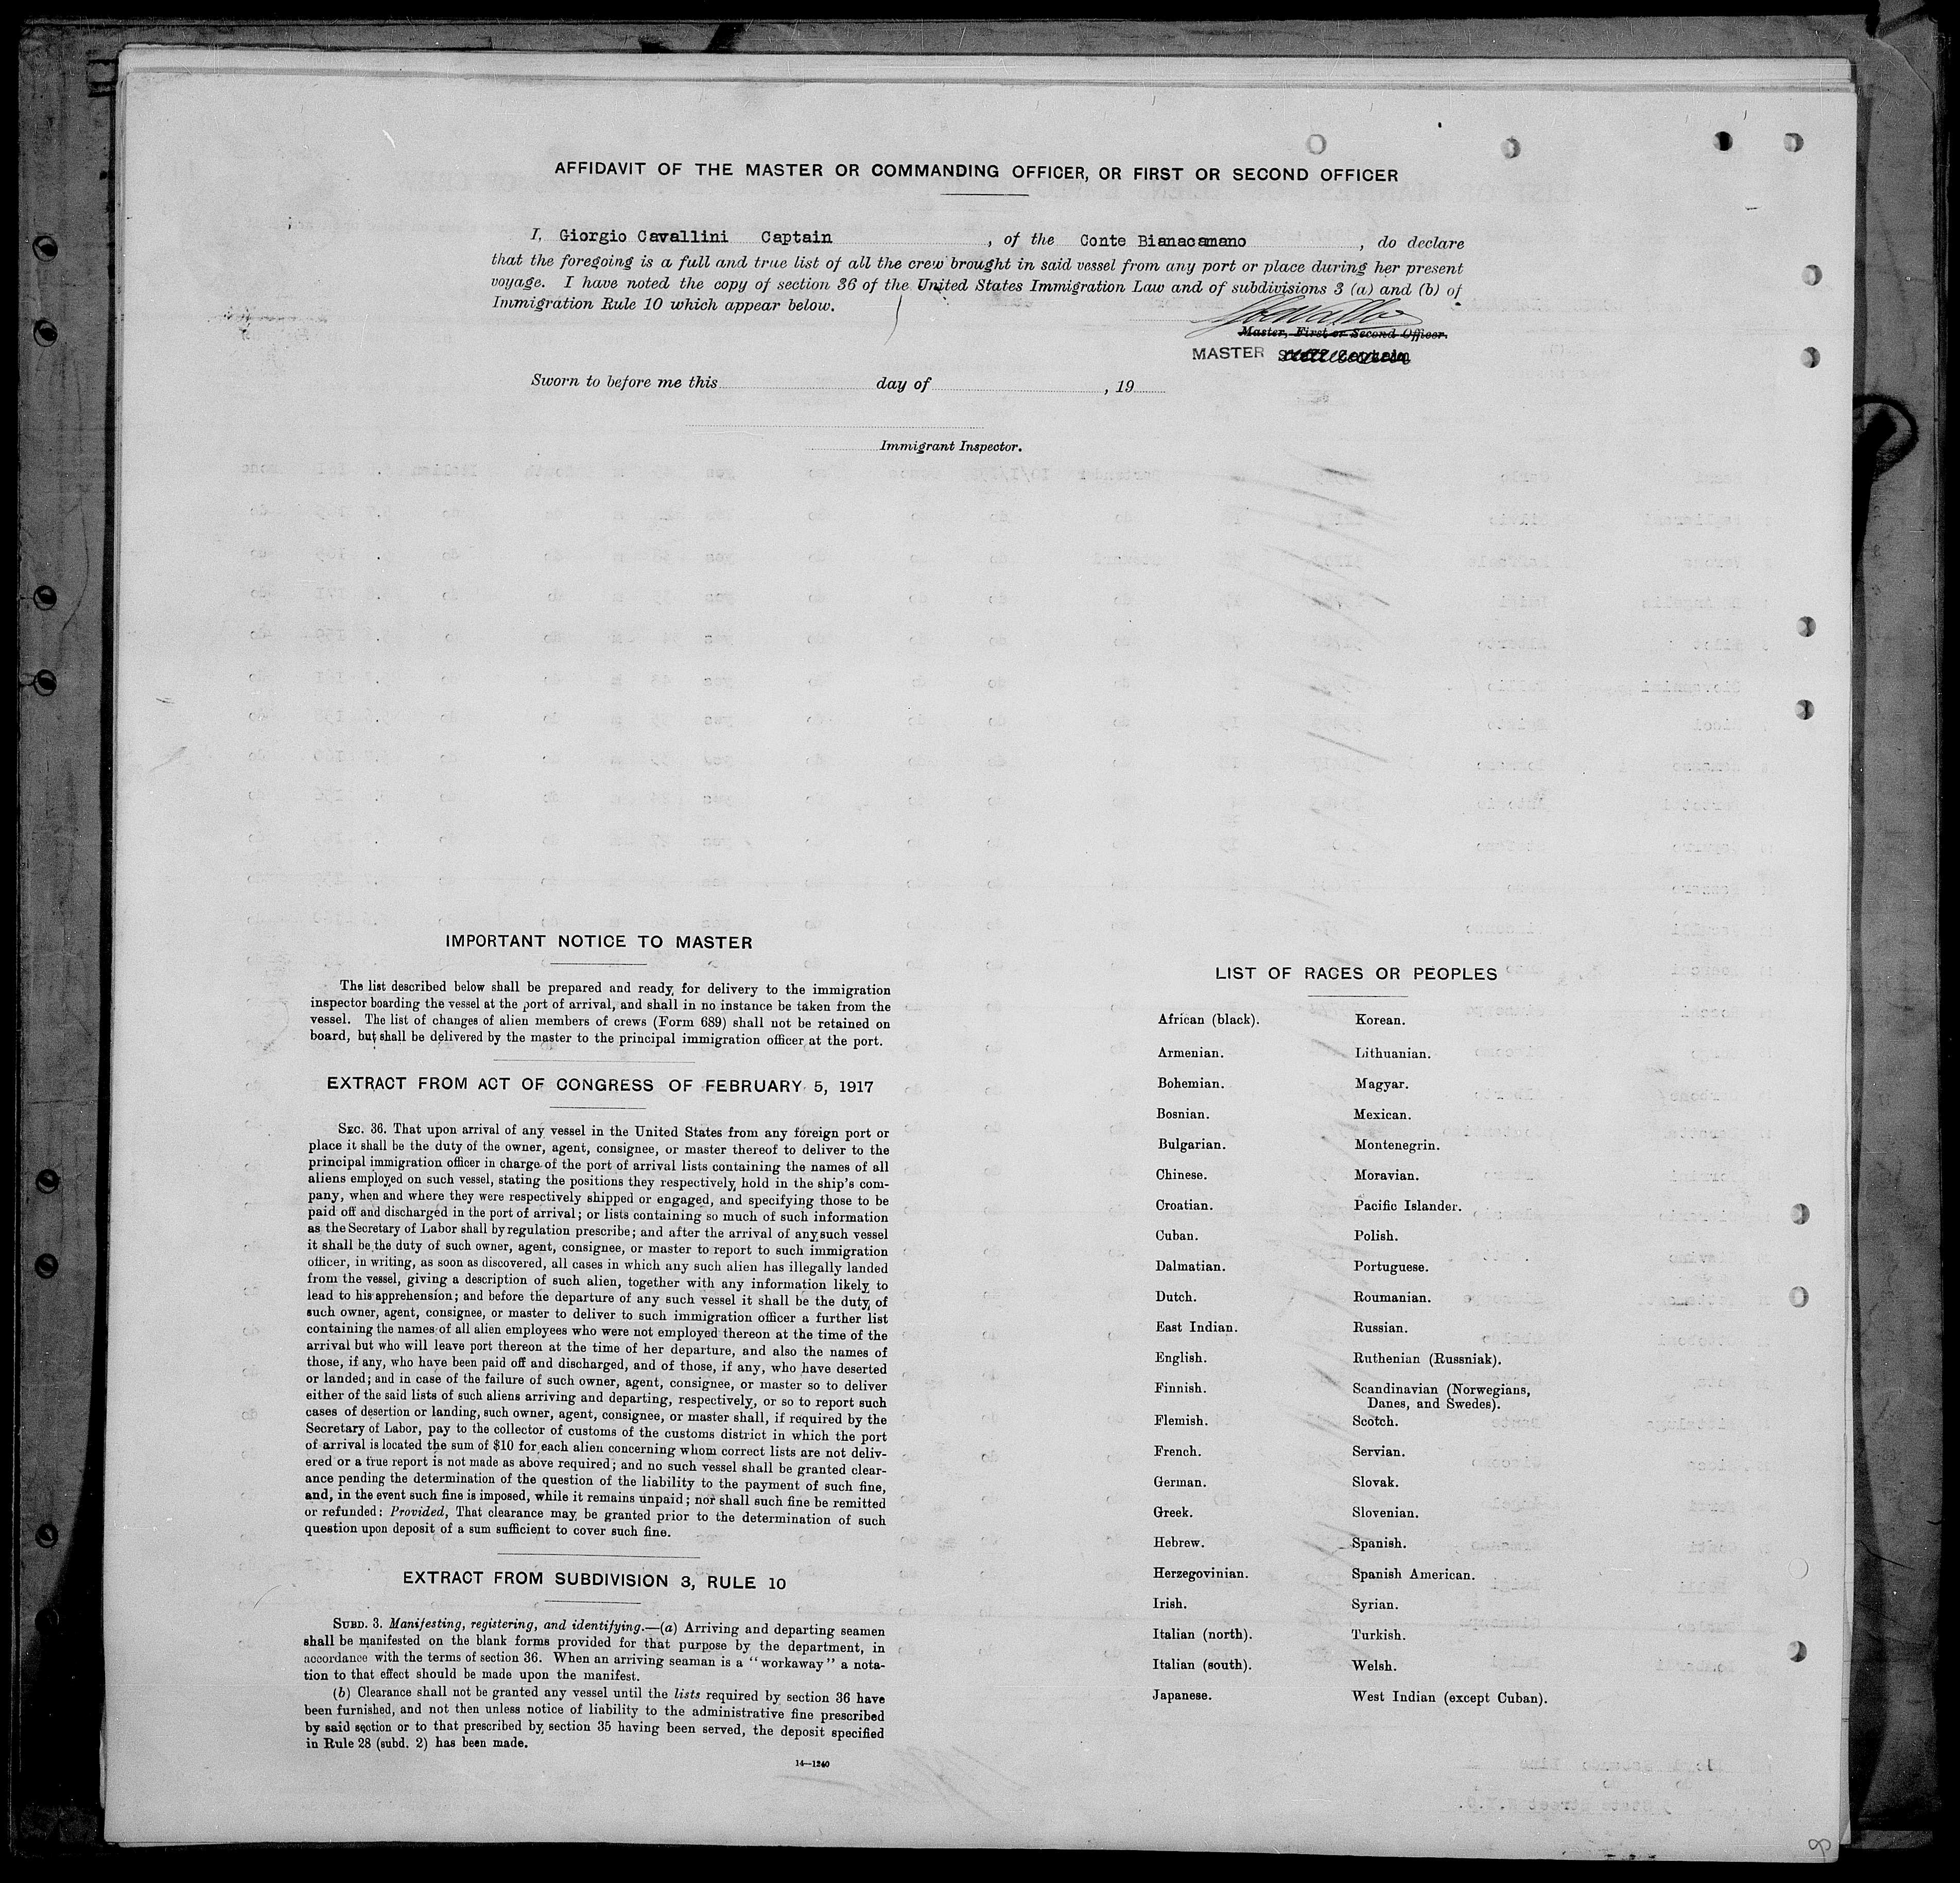 AFFIDAVIT OF THE MASTER OR COMMANDING OFFICER, OR FIRST OR SECOND OFFICER
I, Giorgio Cavallini Captain, of the Conte Bianacamano, do declare
that the foregoing is a full and true list of all the crew brought in said vessel from any port or place during her present
voyage. I have noted the copy of section 36 of the United States Immigration Law and of subdivisions 3 (a) and (b) of
Immigration Rule 10 which appear below.
Master, First or Second Officer.
MASTER
Sworn to before me this day of , 19
Immigrant Inspector.
IMPORTANT NOTICE TO MASTER
The list described below shall be prepared and ready for delivery to the immigration
inspector boarding the vessel at the port of arrival, and shall in no instance be taken from the
vessel. The list of changes of alien members of crews (Form 689) shall not be retained on
board, but shall be delivered by the master to the principal immigration officer at the port.
EXTRACT FROM ACT OF CONGRESS OF FEBRUARY 5, 1917
SEC. 36. That upon arrival of any vessel in the United States from any foreign port or
place it shall be the duty of the owner, agent, consignee, or master thereof to deliver to the
principal immigration officer in charge of the port of arrival lists containing the names of all
aliens employed on such vessel, stating the positions they respectively hold in the ship's com-
pany, when and where they were respectively shipped or engaged, and specifying those to be
paid off and discharged in the port of arrival; or lists containing so much of such information
as the Secretary of Labor shall by regulation prescribe; and after the arrival of any such vessel
it shall be the duty of such owner, agent, consignee, or master to report to such immigration
officer, in writing, as soon as discovered, all cases in which any such alien has illegally landed
from the vessel, giving a description of such alien, together with any information likely to
lead to his apprehension; and before the departure of any such vessel it shall be the duty of
such owner, agent, consignee, or master to deliver to such immigration officer a further list
containing the names of all alien employees who were not employed thereon at the time of the
arrival but who will leave port thereon at the time of her departure, and also the names of
those, if any, who have been paid off and discharged, and of those, if any, who have deserted
or landed; and in case of the failure of such owner, agent, consignee, or master so to deliver
either of the said lists of such aliens arriving and departing, respectively, or so to report such
cases of desertion or landing, such owner, agent, consignee, or master shall, if required by the
Secretary of Labor, pay to the collector of customs of the customs district in which the port
of arrival is located the sum of $10 for each alien concerning whom correct lists are not deliv-
ered or a true report is not made as above required; and no such vessel shall be granted clear-
ance pending the determination of the question of the liability to the payment of such fine,
and, in the event such fine is imposed, while it remains unpaid; nor shall such fine be remitted
or refunded: Provided, That clearance may be granted prior to the determination of such
question upon deposit of a sum sufficient to cover such fine.
EXTRACT FROM SUBDIVISION 3, RULE 10
SUBD. 3. Manifesting, registering, and identifying.—(a) Arriving and departing seamen
shall be manifested on the blank forms provided for that purpose by the department, in
accordance with the terms of section 36. When an arriving seaman is a "workaway" a nota-
tion to that effect should be made upon the manifest.
(b) Clearance shall not be granted any vessel until the lists required by section 36 have
been furnished, and not then unless notice of liability to the administrative fine prescribed
by said section or to that prescribed by section 35 having been served, the deposit specified
in Rule 28 (subd. 2) has been made.
14—1240
LIST OF RACES OR PEOPLES
African (black).
Armenian.
Bohemian.
Bosnian.
Bulgarian.
Chinese.
Croatian.
Cuban.
Dalmatian.
Dutch.
East Indian.
English.
Finnish.
Flemish.
French.
German.
Greek.
Hebrew.
Herzegovinian.
Irish.
Italian (north).
Italian (south).
Japanese.
Korean.
Lithuanian.
Magyar.
Mexican.
Montenegrin.
Moravian.
Pacific Islander.
Polish.
Portuguese.
Roumanian.
Russian.
Ruthenian (Russniak).
Scandinavian (Norwegians,
Danes, and Swedes).
Scotch.
Servian.
Slovak.
Slovenian.
Spanish.
Spanish American.
Syrian.
Turkish.
Welsh.
West Indian (except Cuban).